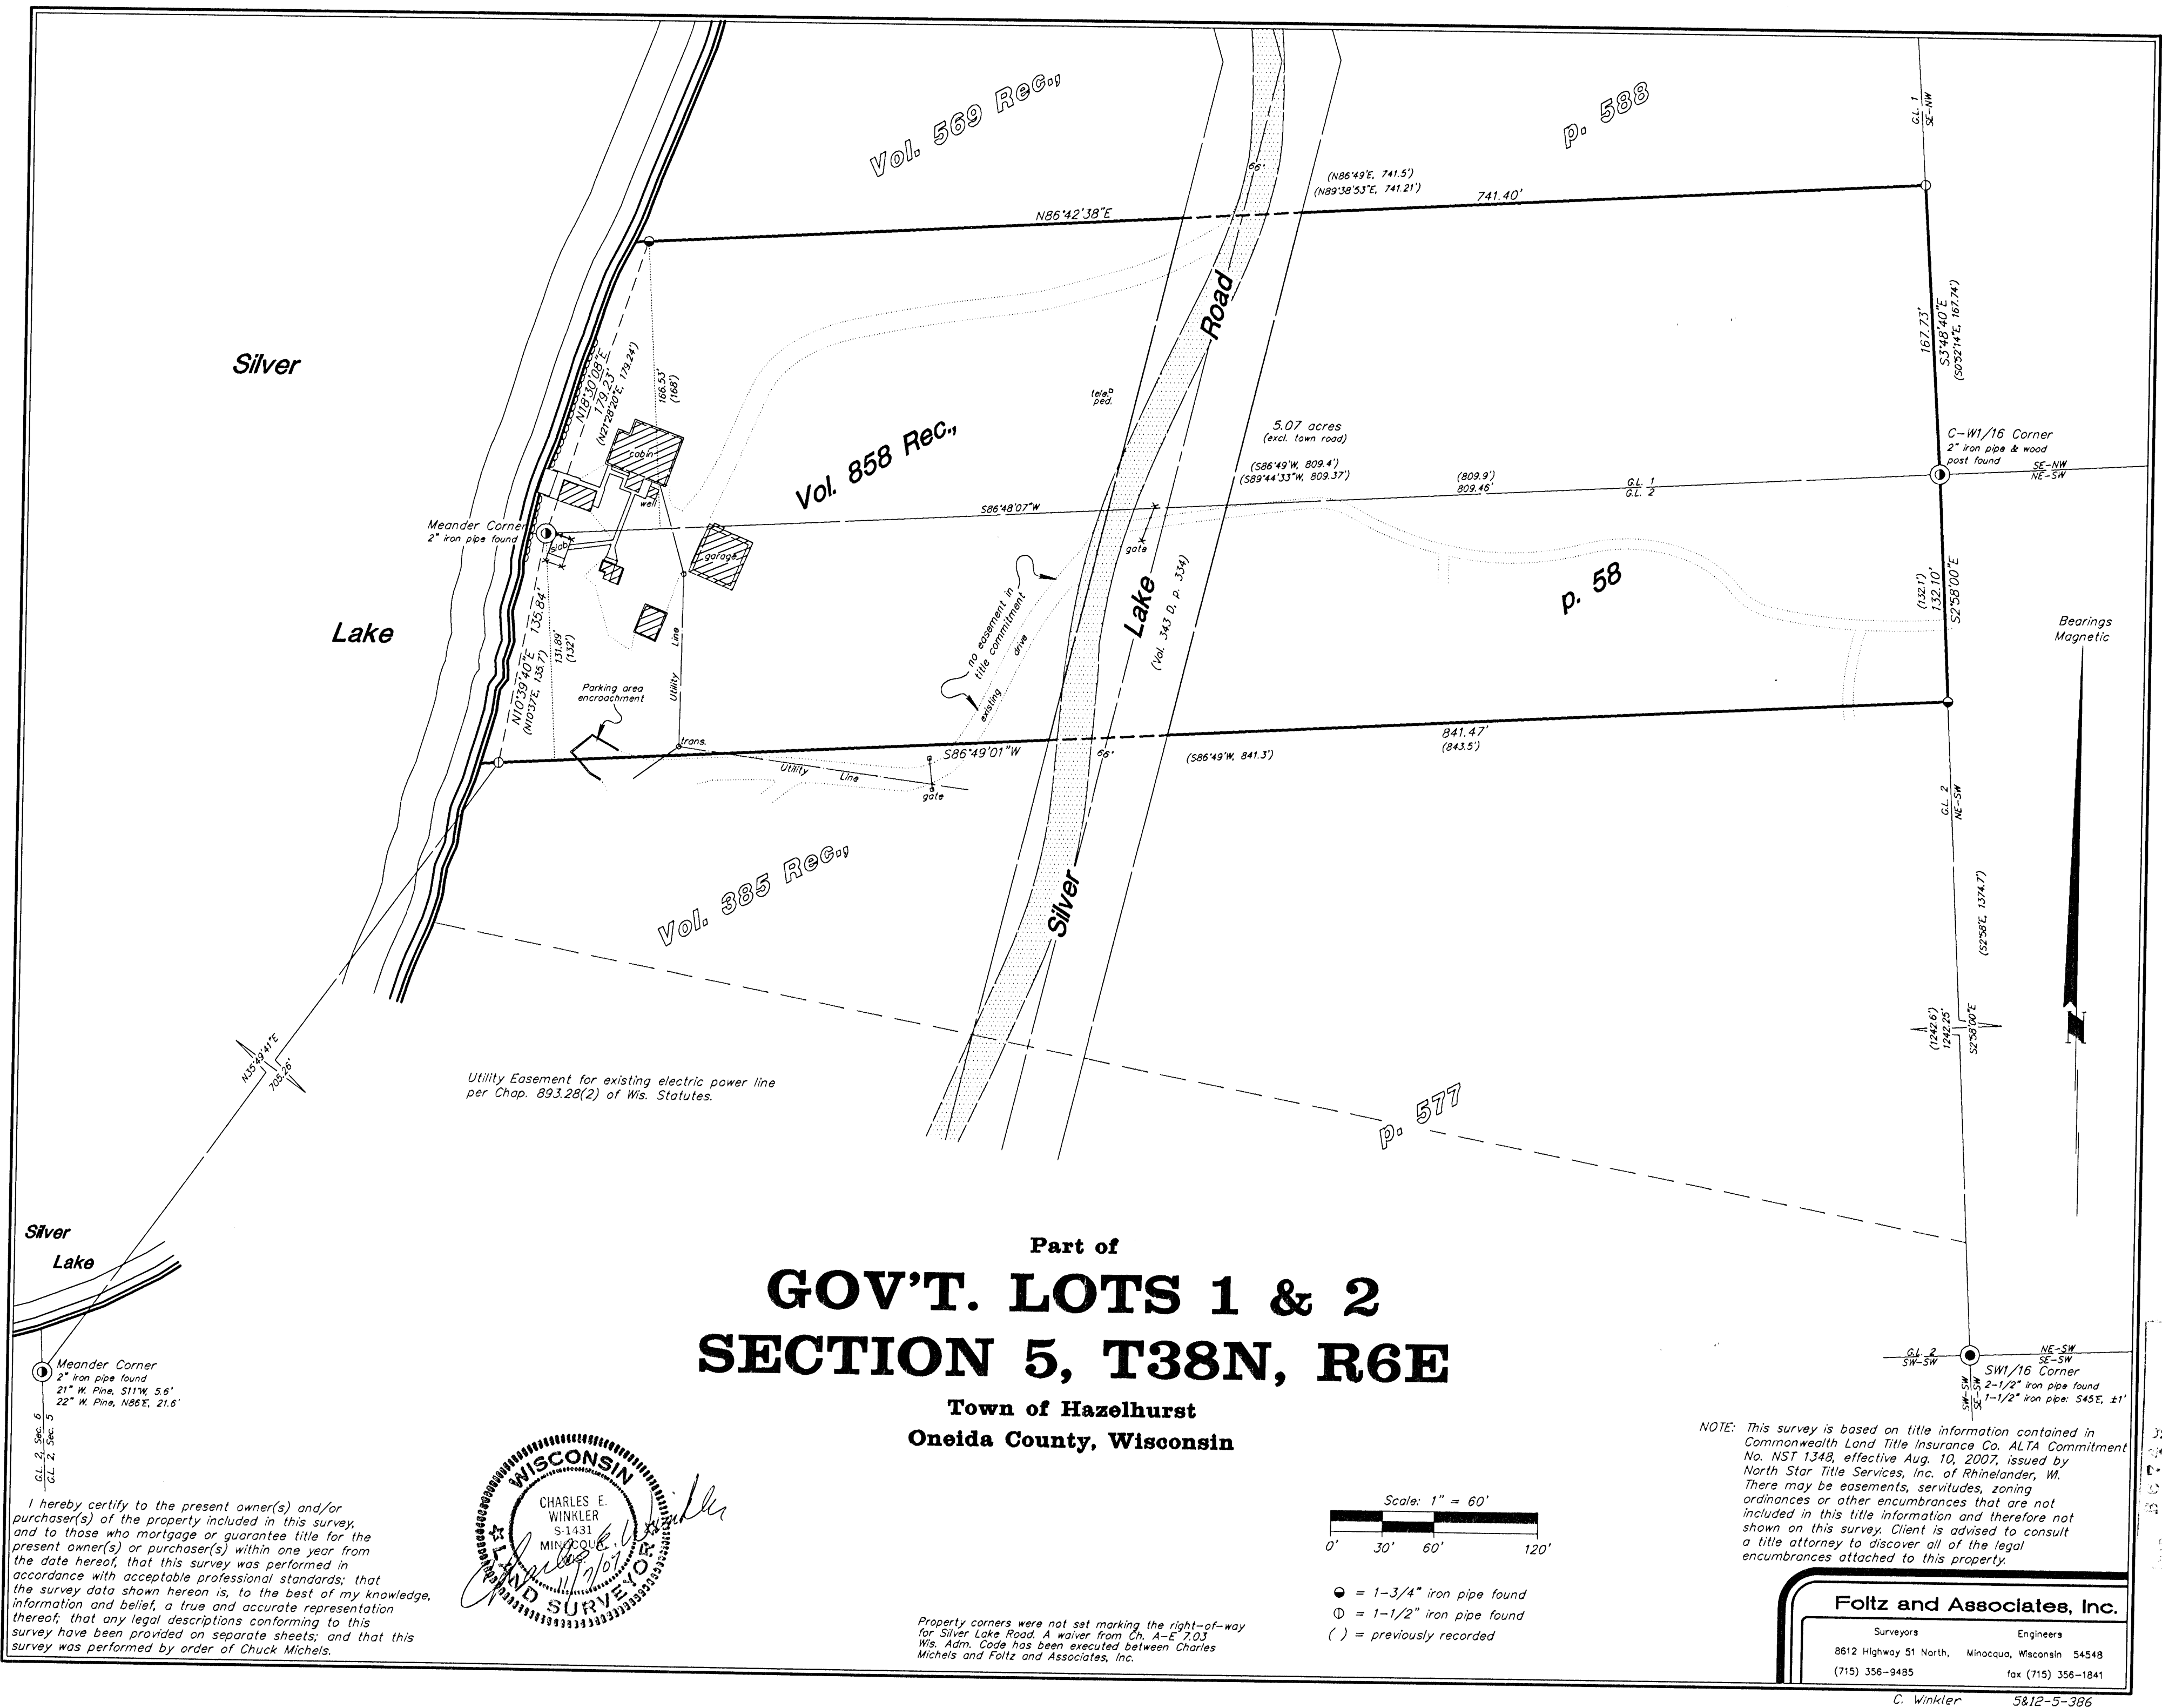 Vol. 569 Rec.,
p. 588
G.L. 1
SE-NW
66'
(N86°49'E, 741.5')
(N89°38'53"E, 741.21')
N86°42'38"E
741.40'
Silver
Lake
N18°30'08"E
179.23'
(N21°28'20"E, 179.24')
166.53'
(168')
Road
tele.
ped.
167.73'
S3°48'40"E
(S0°52'14"E, 167.74')
Vol. 858 Rec.,
5.07 acres
(excl. town road)
(S86°49'W, 809.4')
(S89°44'33"W, 809.37')
(809.9')
809.46'
G.L. 1
G.L. 2
C-W1/16 Corner
2" iron pipe & wood
post found
SE-NW
NE-SW
cabin
well
S86°48'07"W
Meander Corner
2" iron pipe found
slab
garage
gate
no easement in
title commitment
existing
drive
Lake
(Vol. 343 D, p. 334)
p. 58
(132.1')
132.10'
S2°58'00"E
N10°39'40"E 135.84'
(N10°37'E, 135.7')
131.89'
(132')
Utility Line
Parking area
encroachment
trans.
Bearings
Magnetic
S86°49'01"W
66'
(S86°49'W, 841.3')
841.47'
(843.5')
Utility Line
gate
G.L. 2
NE-SW
Vol. 385 Rec.,
Silver
(S2°58'E, 1374.7')
(1242.6')
1242.25'
S2°58'00"E
N
N35°49'41"E
705.26'
Utility Easement for existing electric power line
per Chap. 893.28(2) of Wis. Statutes.
p. 577
Silver
Lake
Part of
GOV'T. LOTS 1 & 2
SECTION 5, T38N, R6E
Town of Hazelhurst
Oneida County, Wisconsin
Meander Corner
2" iron pipe found
21" W. Pine, S11°W, 5.6'
22" W. Pine, N86°E, 21.6'
G.L. 2, Sec. 6
G.L. 2, Sec. 5
G.L. 2
SW-SW
NE-SW
SE-SW
SW1/16 Corner
2-1/2" iron pipe found
1-1/2" iron pipe: S45°E, ±1'
SW-SW
SE-SW
NOTE: This survey is based on title information contained in
Commonwealth Land Title Insurance Co. ALTA Commitment
No. NST 1348, effective Aug. 10, 2007, issued by
North Star Title Services, Inc. of Rhinelander, WI.
There may be easements, servitudes, zoning
ordinances or other encumbrances that are not
included in this title information and therefore not
shown on this survey. Client is advised to consult
a title attorney to discover all of the legal
encumbrances attached to this property.
I hereby certify to the present owner(s) and/or
purchaser(s) of the property included in this survey,
and to those who mortgage or guarantee title for the
present owner(s) or purchaser(s) within one year from
the date hereof, that this survey was performed in
accordance with acceptable professional standards; that
the survey data shown hereon is, to the best of my knowledge,
information and belief, a true and accurate representation
thereof; that any legal descriptions conforming to this
survey have been provided on separate sheets; and that this
survey was performed by order of Chuck Michels.
WISCONSIN
CHARLES E.
WINKLER
S-1431
MINOCQUA,
LAND SURVEYOR
Charles E. Winkler
11/7/07
Scale: 1" = 60'
0' 30' 60' 120'
= 1-3/4" iron pipe found
= 1-1/2" iron pipe found
( ) = previously recorded
Property corners were not set marking the right-of-way
for Silver Lake Road. A waiver from Ch. A-E 7.03
Wis. Adm. Code has been executed between Charles
Michels and Foltz and Associates, Inc.
Foltz and Associates, Inc.
Surveyors Engineers
8612 Highway 51 North, Minocqua, Wisconsin 54548
(715) 356-9485 fax (715) 356-1841
C. Winkler 5&12-5-386